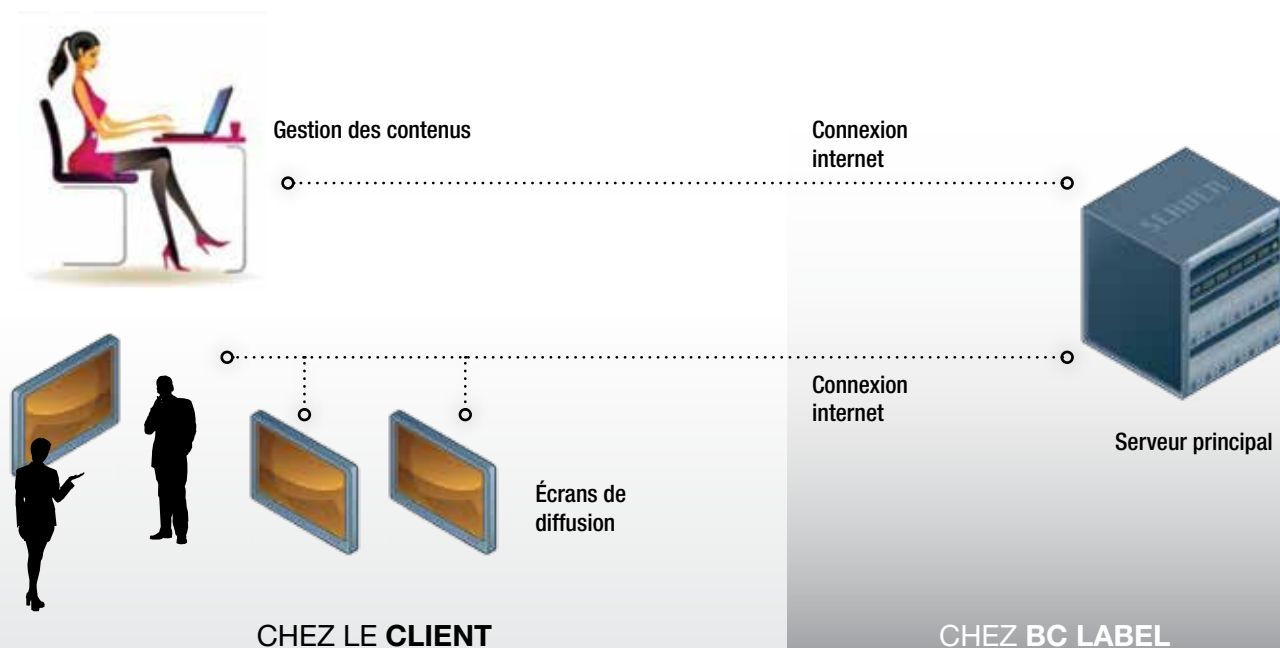 Gestion des contenus
Connexion
internet
SERVER
Connexion
internet
Serveur principal
Écrans de
diffusion
CHEZ LE CLIENT
CHEZ BC LABEL